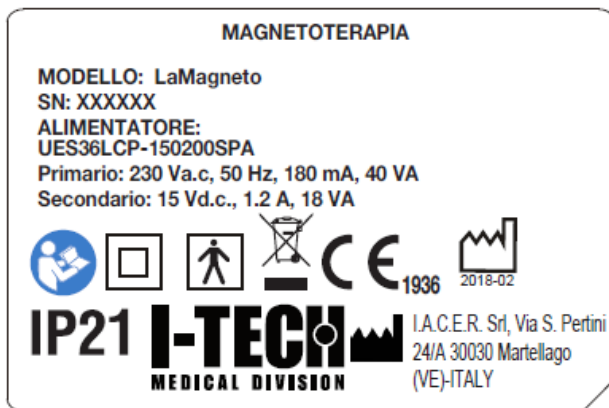 MAGNETOTERAPIA
MODELLO: LaMagneto
SN: XXXXXX
ALIMENTATORE:
UES36LCP-150200SPA
Primario: 230 Va.c, 50 Hz, 180 mA, 40 VA
Secondario: 15 Vd.c., 1.2 A, 18 VA
CE 1936
2018-02
IP21
I-TECH
MEDICAL DIVISION
I.A.C.E.R. Srl, Via S. Pertini
24/A 30030 Martellago
(VE)-ITALY